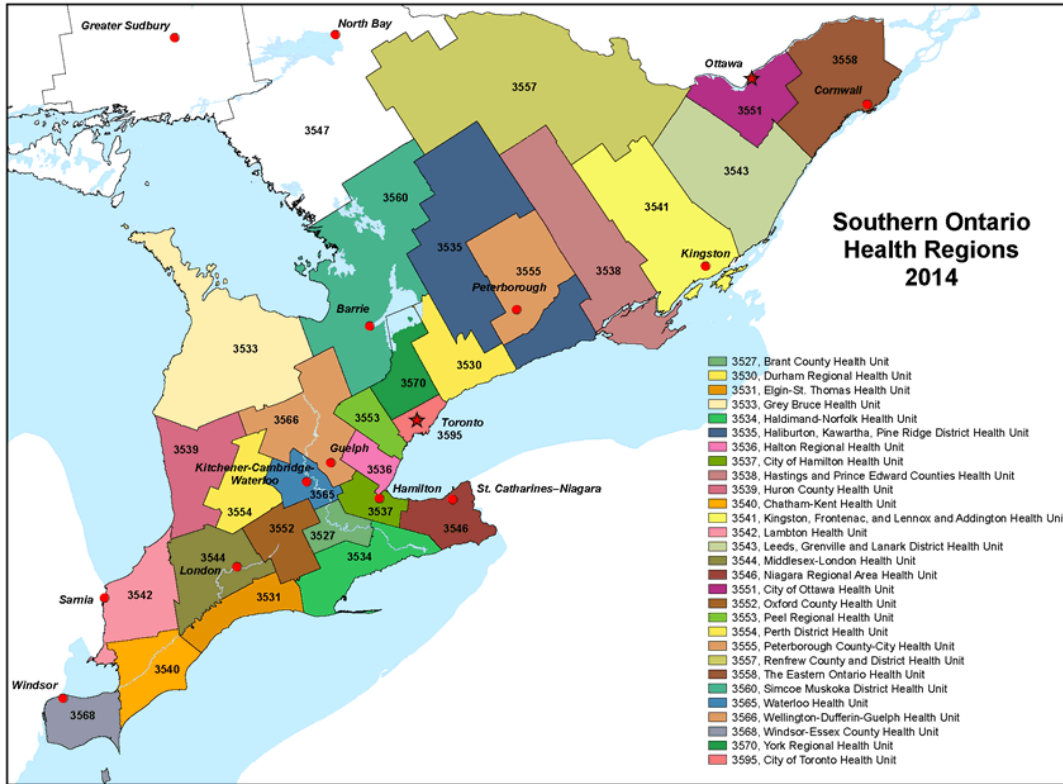 Greater Sudbury
North Bay
Ottawa
3558
Cornwall
3557
3551
3547
3543
3560
3541
Southern Ontario
Health Regions
2014
3535
3555
3538
Kingston
Peterborough
Barrie
3533
3530
3570
3566
3553
Toronto
3595
3539
Guelph
3536
Kitchener-Cambridge-
Waterloo
3565
Hamilton
St. Catharines–Niagara
3554
3552
3537
3527
3546
3544
London
3534
Sarnia
3542
3531
3540
Windsor
3568
3527, Brant County Health Unit
3530, Durham Regional Health Unit
3531, Elgin-St. Thomas Health Unit
3533, Grey Bruce Health Unit
3534, Haldimand-Norfolk Health Unit
3535, Haliburton, Kawartha, Pine Ridge District Health Unit
3536, Halton Regional Health Unit
3537, City of Hamilton Health Unit
3538, Hastings and Prince Edward Counties Health Unit
3539, Huron County Health Unit
3540, Chatham-Kent Health Unit
3541, Kingston, Frontenac, and Lennox and Addington Health Unit
3542, Lambton Health Unit
3543, Leeds, Grenville and Lanark District Health Unit
3544, Middlesex-London Health Unit
3546, Niagara Regional Area Health Unit
3551, City of Ottawa Health Unit
3552, Oxford County Health Unit
3553, Peel Regional Health Unit
3554, Perth District Health Unit
3555, Peterborough County-City Health Unit
3557, Renfrew County and District Health Unit
3558, The Eastern Ontario Health Unit
3560, Simcoe Muskoka District Health Unit
3565, Waterloo Health Unit
3566, Wellington-Dufferin-Guelph Health Unit
3568, Windsor-Essex County Health Unit
3570, York Regional Health Unit
3595, City of Toronto Health Unit